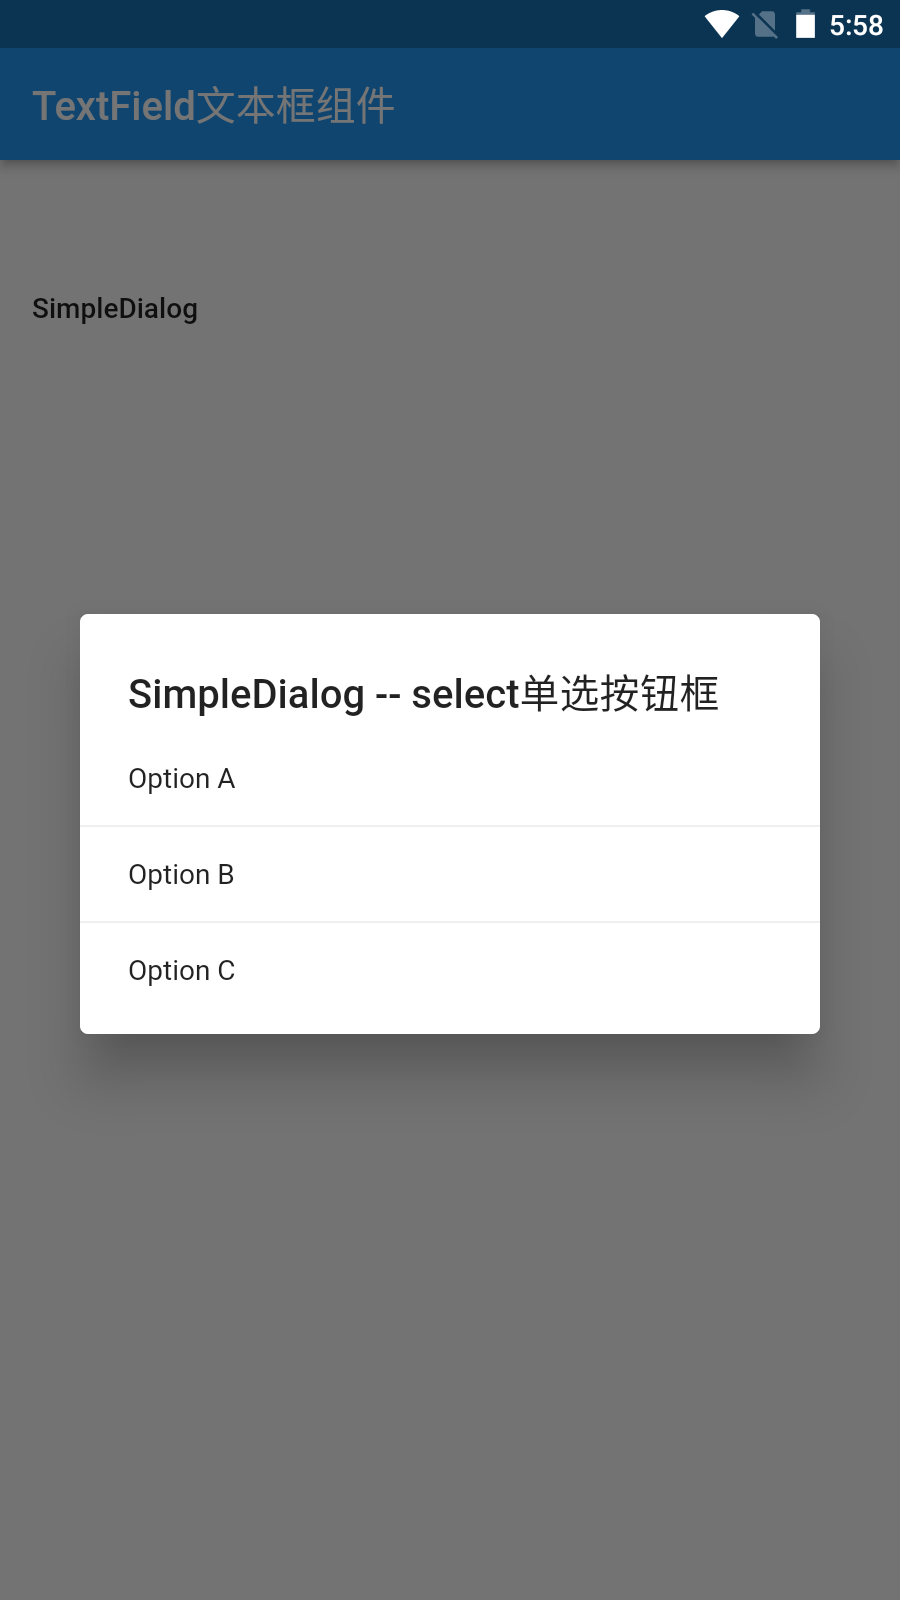 5:58
TextField文本框组件
SimpleDialog
SimpleDialog -- select单选按钮框
Option A
Option B
Option C